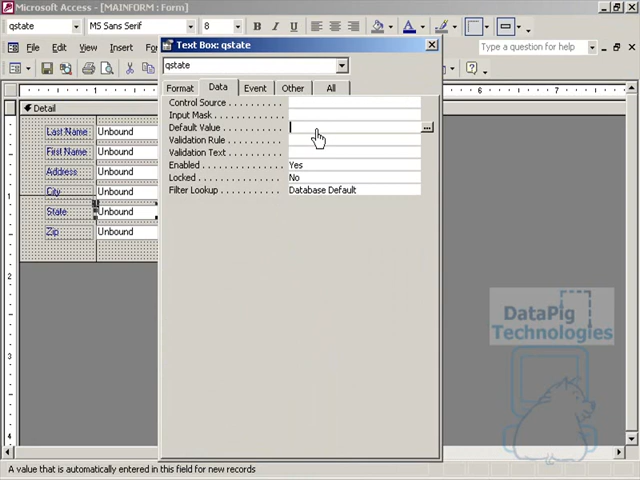 Microsoft Access - [MAINFORM : Form]
qstate MS Sans Serif 8 B I U
File Edit View Insert Type a question for help
Text Box: qstate
qstate
Format Data Event Other All
Control Source
Input Mask
Default Value
Validation Rule
Validation Text
Enabled Yes
Locked No
Filter Lookup Database Default
Detail
Last Name Unbound
First Name Unbound
Address Unbound
City Unbound
State Unbound
Zip Unbound
DataPig
Technologies
A value that is automatically entered in this field for new records